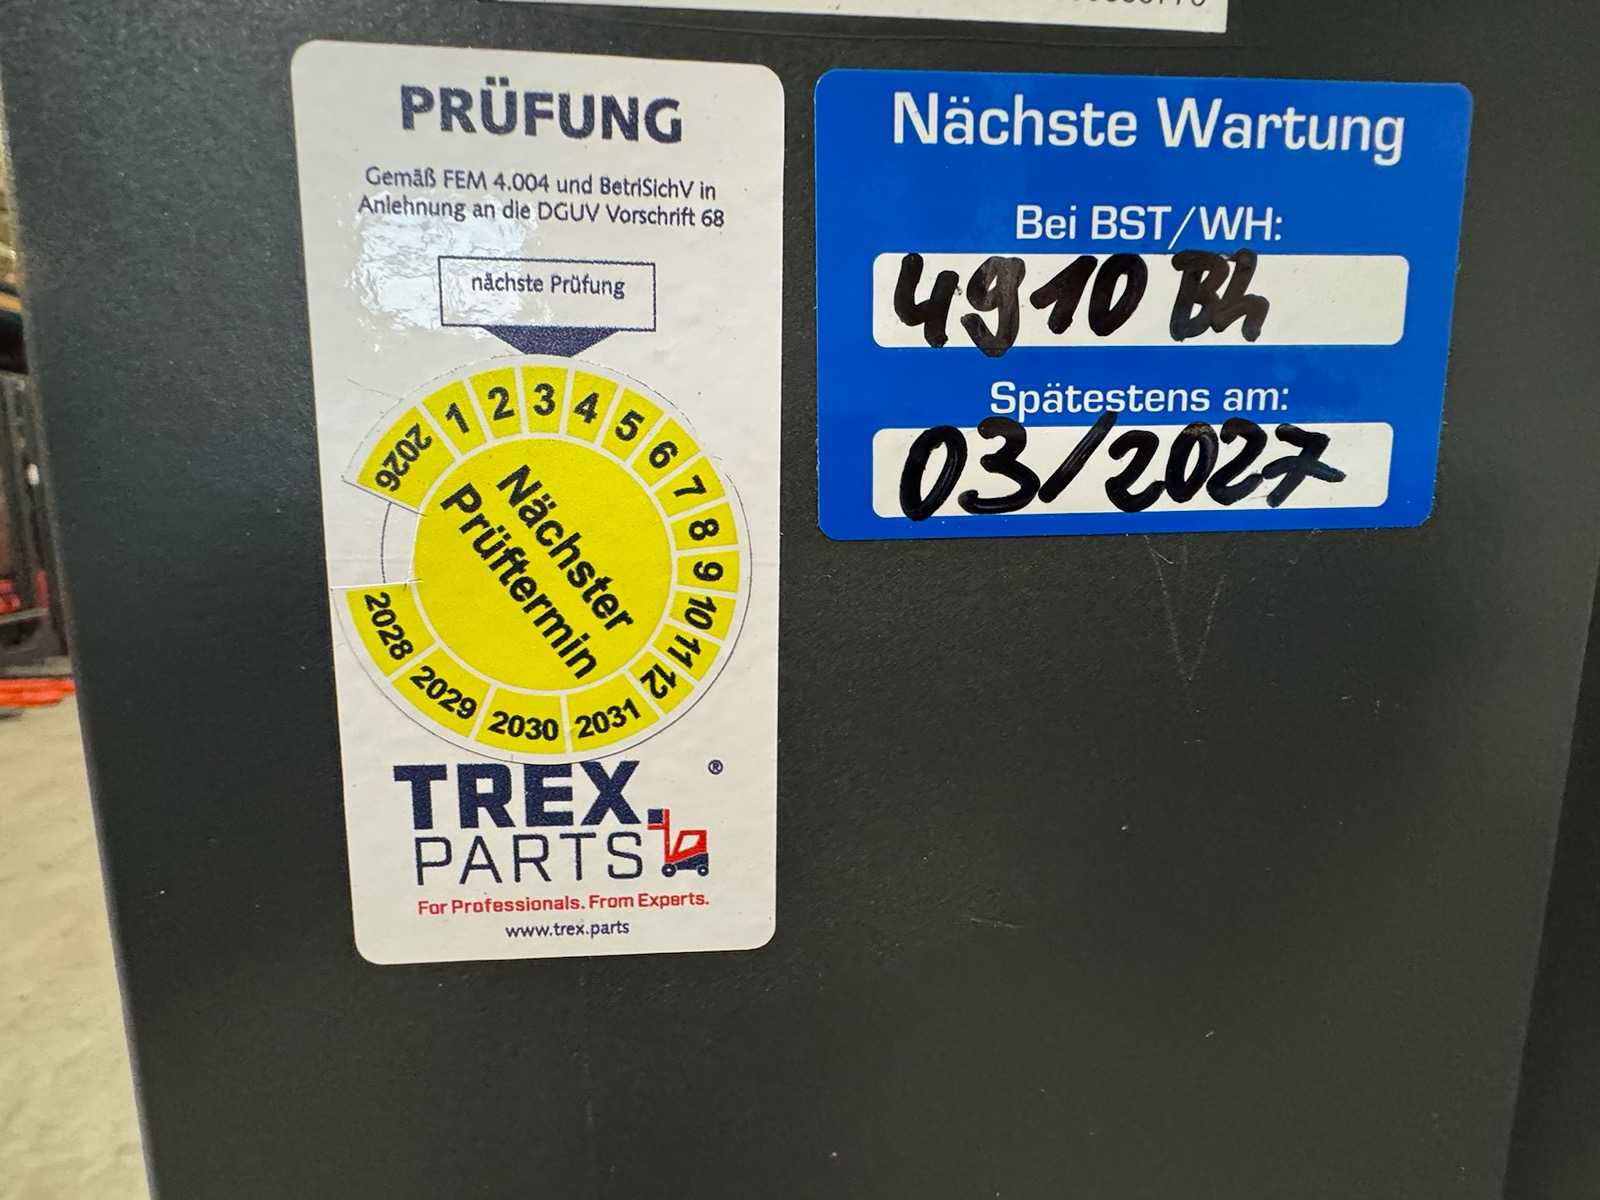 PRÜFUNG
Gemäß FEM 4.004 und BetriSichV in
Anlehnung an die DGUV Vorschrift 68
nächste Prüfung
2026 1 2 3 4 5 6 7 8 9 10 11 12 2031 2030 2029 2028
Nächster
Prüftermin
TREX.®
PARTS
For Professionals. From Experts.
www.trex.parts
Nächste Wartung
Bei BST/WH:
4910 Bh
Spätestens am:
03/2027